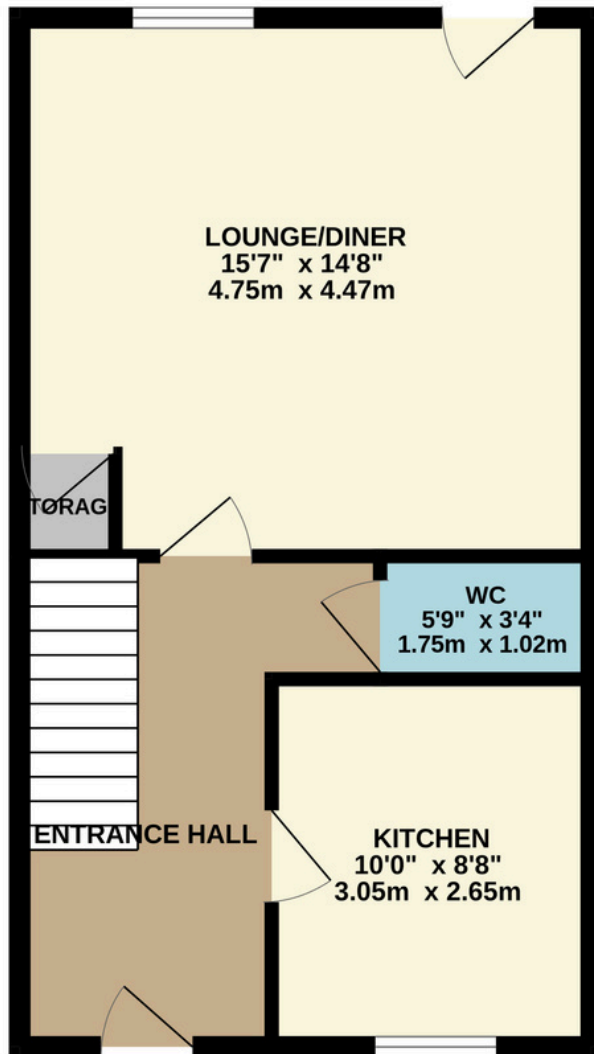 LOUNGE/DINER
15'7" x 14'8"
4.75m x 4.47m
TORAG
WC
5'9" x 3'4"
1.75m x 1.02m
ENTRANCE HALL
KITCHEN
10'0" x 8'8"
3.05m x 2.65m